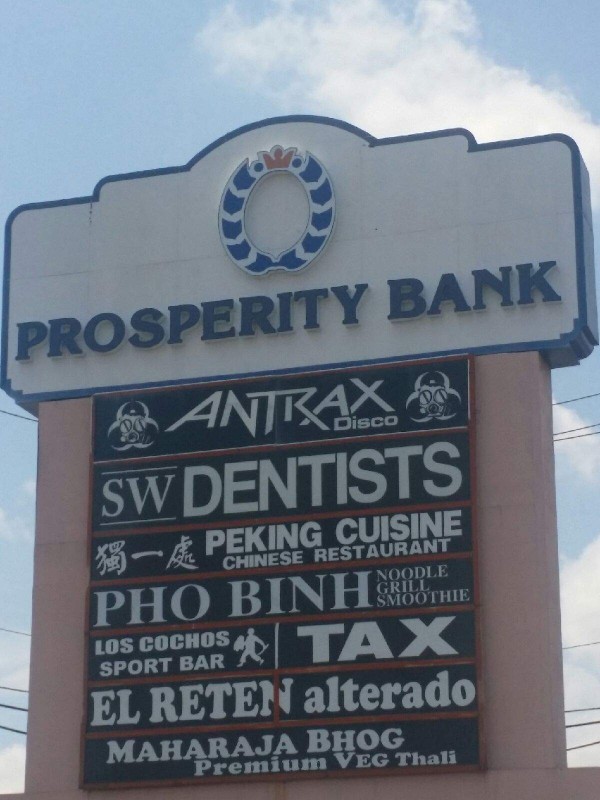 PROSPERITY BANK
ANTRAX
Disco
SW DENTISTS
獨一處 PEKING CUISINE
CHINESE RESTAURANT
PHO BINH NOODLE
GRILL
SMOOTHIE
LOS COCHOS
SPORT BAR
TAX
EL RETEN alterado
MAHARAJA BHOG
Premium VEG Thali